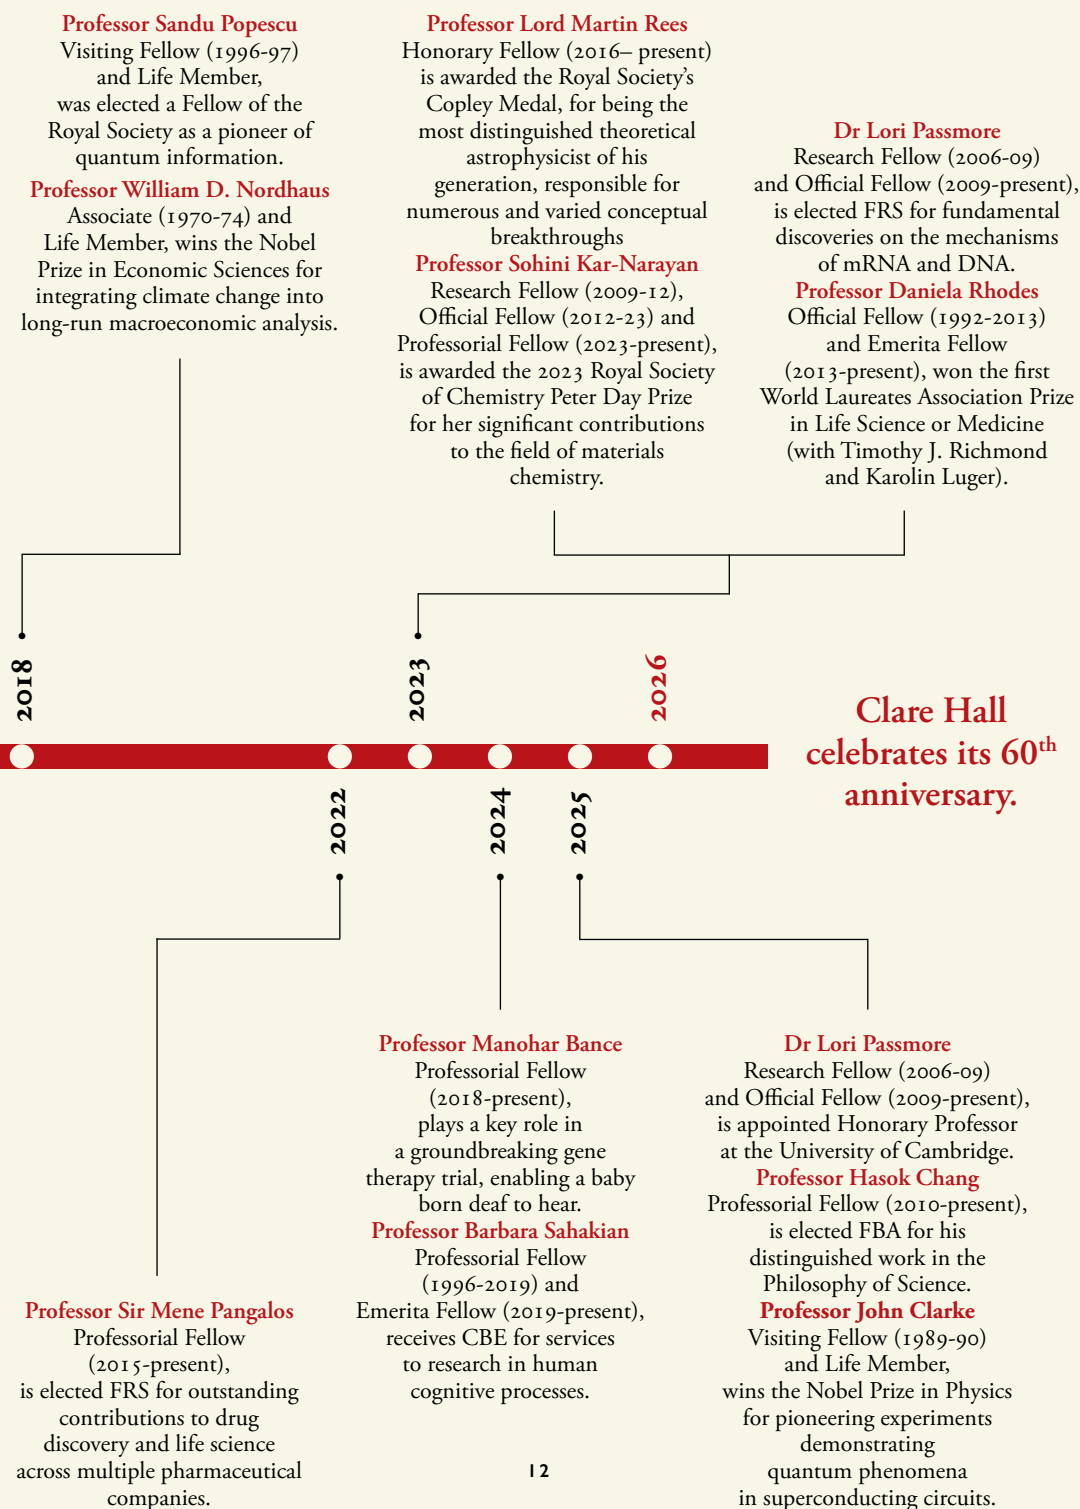 Professor Sandu Popescu
Visiting Fellow (1996-97)
and Life Member,
was elected a Fellow of the
Royal Society as a pioneer of
quantum information.
Professor William D. Nordhaus
Associate (1970-74) and
Life Member, wins the Nobel
Prize in Economic Sciences for
integrating climate change into
long-run macroeconomic analysis.
Professor Lord Martin Rees
Honorary Fellow (2016– present)
is awarded the Royal Society’s
Copley Medal, for being the
most distinguished theoretical
astrophysicist of his
generation, responsible for
numerous and varied conceptual
breakthroughs
Professor Sohini Kar-Narayan
Research Fellow (2009-12),
Official Fellow (2012-23) and
Professorial Fellow (2023-present),
is awarded the 2023 Royal Society
of Chemistry Peter Day Prize
for her significant contributions
to the field of materials
chemistry.
Dr Lori Passmore
Research Fellow (2006-09)
and Official Fellow (2009-present),
is elected FRS for fundamental
discoveries on the mechanisms
of mRNA and DNA.
Professor Daniela Rhodes
Official Fellow (1992-2013)
and Emerita Fellow
(2013-present), won the first
World Laureates Association Prize
in Life Science or Medicine
(with Timothy J. Richmond
and Karolin Luger).
2018
2023
2026
Clare Hall
celebrates its 60th
anniversary.
2022
2024
2025
Professor Sir Mene Pangalos
Professorial Fellow
(2015-present),
is elected FRS for outstanding
contributions to drug
discovery and life science
across multiple pharmaceutical
companies.
Professor Manohar Bance
Professorial Fellow
(2018-present),
plays a key role in
a groundbreaking gene
therapy trial, enabling a baby
born deaf to hear.
Professor Barbara Sahakian
Professorial Fellow
(1996-2019) and
Emerita Fellow (2019-present),
receives CBE for services
to research in human
cognitive processes.
Dr Lori Passmore
Research Fellow (2006-09)
and Official Fellow (2009-present),
is appointed Honorary Professor
at the University of Cambridge.
Professor Hasok Chang
Professorial Fellow (2010-present),
is elected FBA for his
distinguished work in the
Philosophy of Science.
Professor John Clarke
Visiting Fellow (1989-90)
and Life Member,
wins the Nobel Prize in Physics
for pioneering experiments
demonstrating
quantum phenomena
in superconducting circuits.
12